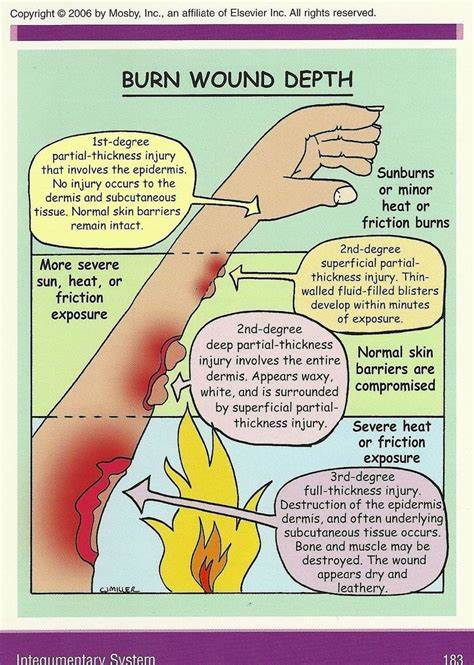 Copyright © 2006 by Mosby, Inc., an affiliate of Elsevier Inc. All rights reserved.
BURN WOUND DEPTH
1st-degree
partial-thickness injury
that involves the epidermis.
No injury occurs to the
dermis and subcutaneous
tissue. Normal skin barriers
remain intact.
Sunburns
or minor
heat or
friction burns
More severe
sun, heat, or
friction
exposure
2nd-degree
superficial partial-
thickness injury. Thin-
walled fluid-filled blisters
develop within minutes
of exposure.
2nd-degree
deep partial-thickness
injury involves the entire
dermis. Appears waxy,
white, and is surrounded
by superficial partial-
thickness injury.
Normal skin
barriers are
compromised
Severe heat
or friction
exposure
3rd-degree
full-thickness injury.
Destruction of the epidermis
dermis, and often underlying
subcutaneous tissue occurs.
Bone and muscle may be
destroyed. The wound
appears dry and
leathery.
CJMILLER
Integumentary System
183